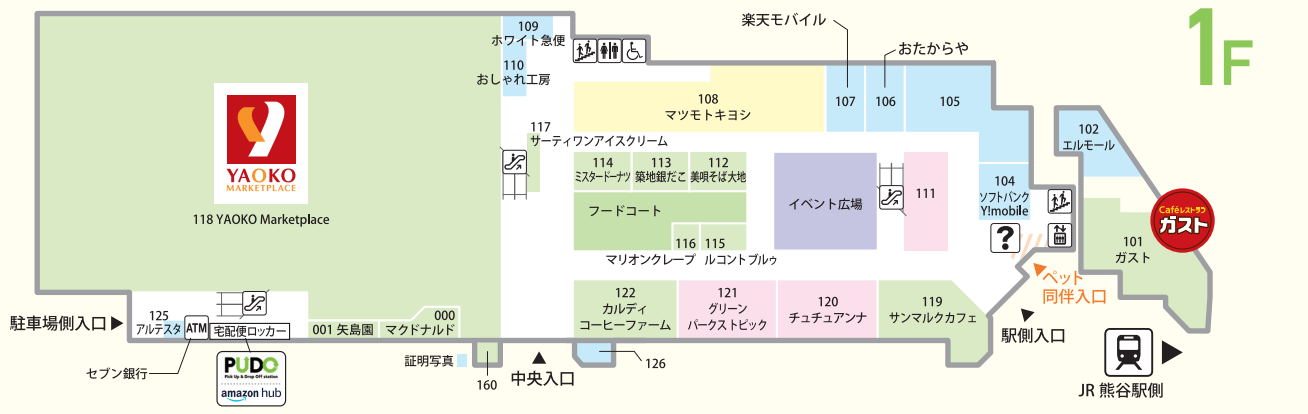 1F
109
ホワイト急便
110
おしゃれ工房
楽天モバイル
おたからや
108
マツモトキヨシ
107
106
105
102
エルモール
YAOKO
MARKETPLACE
118 YAOKO Marketplace
117
サーティワンアイスクリーム
114
ミスタードーナツ
113
築地銀だこ
112
美唄そば大地
フードコート
116
115
マリオンクレープ
ルコントブルゥ
イベント広場
111
104
ソフトバンク
Y!mobile
?
Caféレストラン
ガスト
101
ガスト
ペット
同伴入口
駐車場側入口
125
アルテスタ
ATM
宅配便ロッカー
001 矢島園
000
マクドナルド
122
カルディ
コーヒーファーム
121
グリーン
パークストピック
120
チュチュアンナ
119
サンマルクカフェ
駅側入口
セブン銀行
PUDO
Pick Up & Drop Off station
amazon hub
証明写真
160
中央入口
126
JR 熊谷駅側